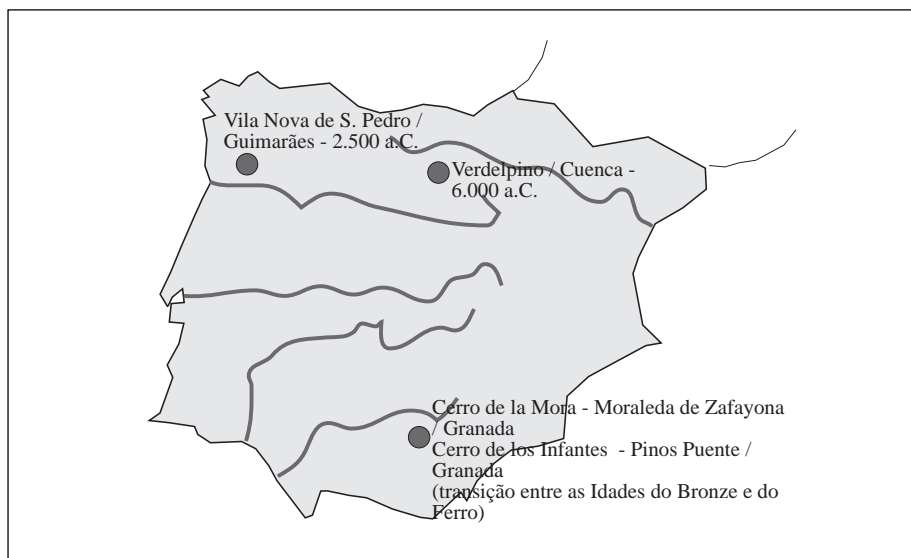 Vila Nova de S. Pedro /
Guimarães - 2.500 a.C.
Verdelpino / Cuenca -
6.000 a.C.
Cerro de la Mora - Moraleda de Zafayona
/ Granada
Cerro de los Infantes - Pinos Puente /
Granada
(transição entre as Idades do Bronze e do
Ferro)